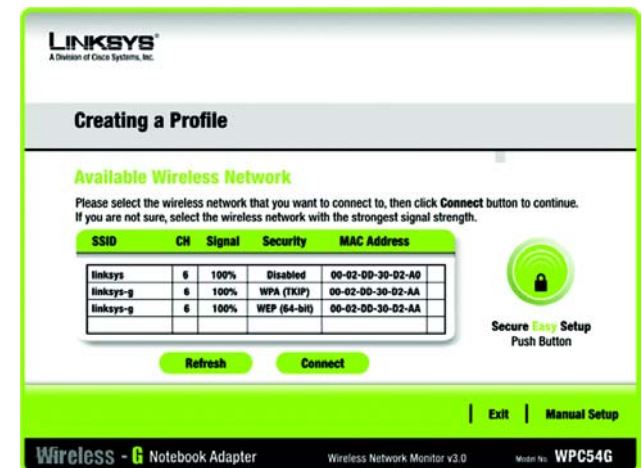 LINKSYS®
A Division of Cisco Systems, Inc.
Creating a Profile
Available Wireless Network
Please select the wireless network that you want to connect to, then click Connect button to continue.
If you are not sure, select the wireless network with the strongest signal strength.
SSID CH Signal Security MAC Address
linksys 6 100% Disabled 00-02-DD-30-D2-A0
linksys-g 6 100% WPA (TKIP) 00-02-DD-30-D2-AA
linksys-g 6 100% WEP (64-bit) 00-02-DD-30-D2-AA
Secure Easy Setup
Push Button
Refresh Connect
Exit Manual Setup
Wireless - G Notebook Adapter Wireless Network Monitor v3.0 Model No. WPC54G